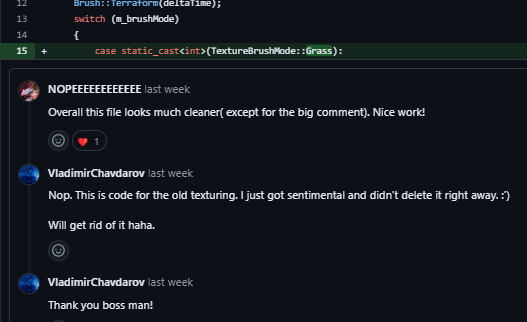 12 Brush::Terraform(deltaTime);
13 switch (m_brushMode)
14 {
15 + case static_cast<int>(TextureBrushMode::Grass):
NOPEEEEEEEEEEEE last week
Overall this file looks much cleaner( except for the big comment). Nice work!
1
VladimirChavdarov last week
Nop. This is code for the old texturing. I just got sentimental and didn't delete it right away. :')
Will get rid of it haha.
VladimirChavdarov last week
Thank you boss man!